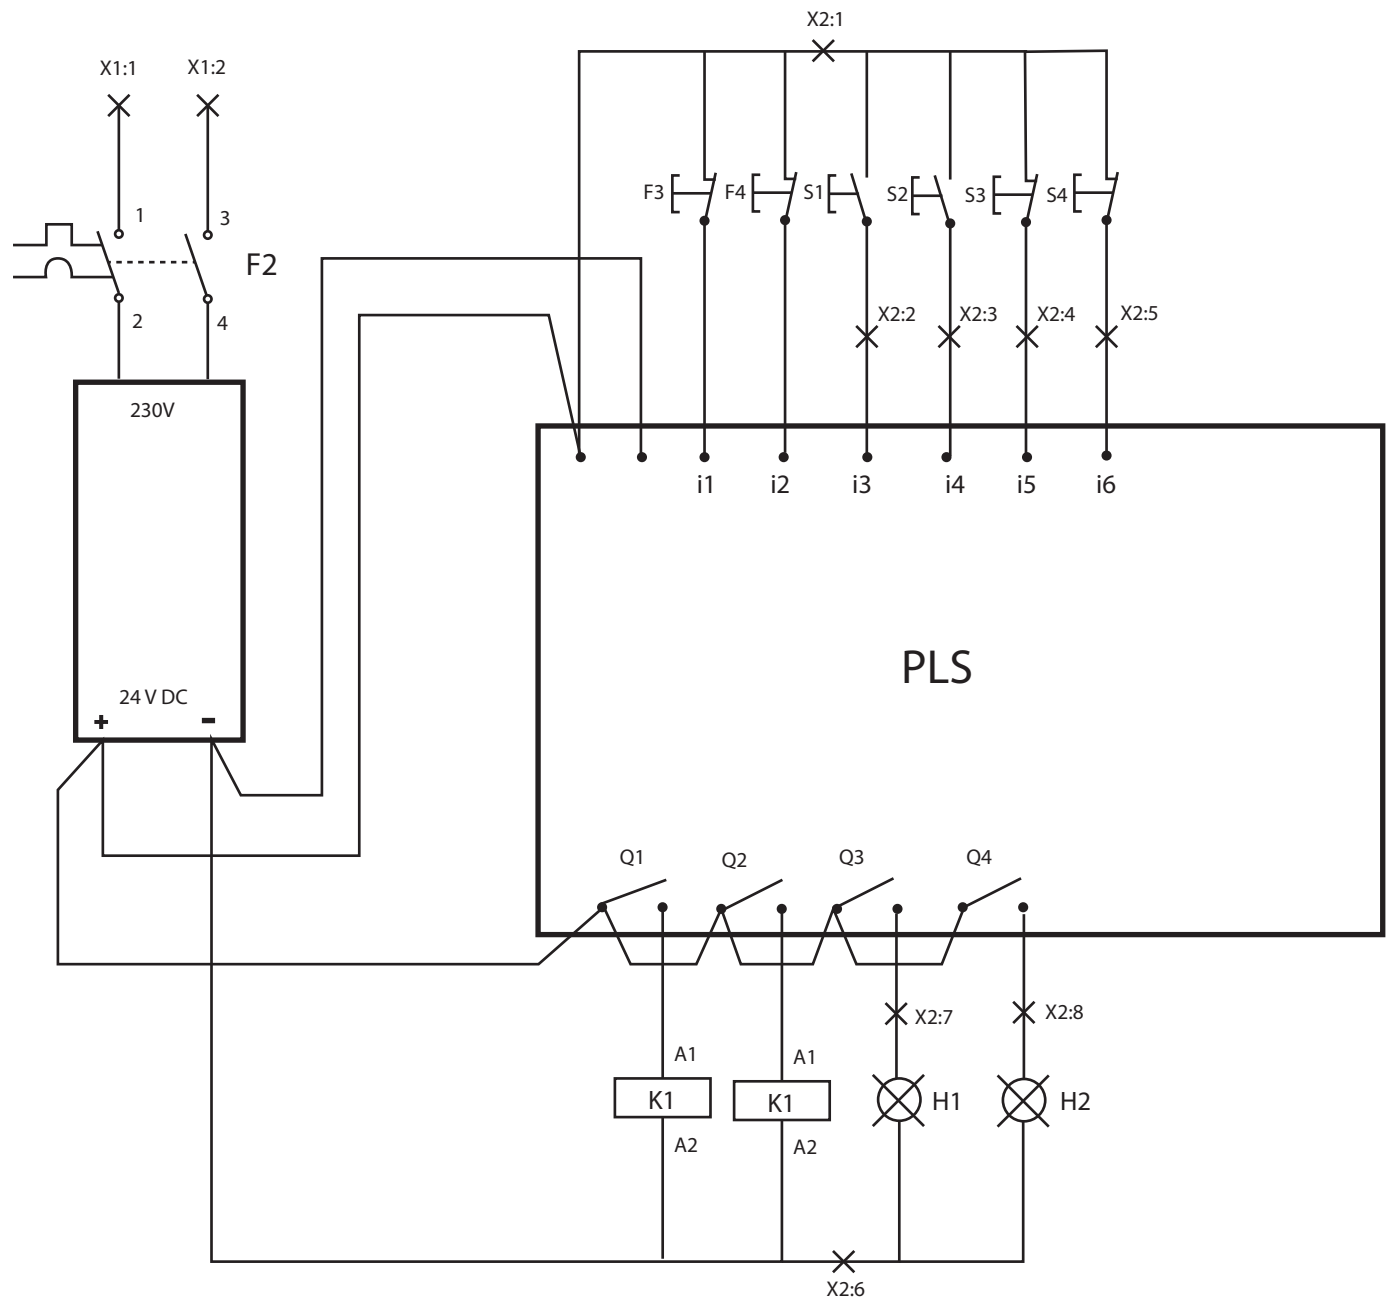 X2:1
X1:1 X1:2
F3 F4 S1 S2 S3 S4
1 3
F2
2 4
X2:2 X2:3 X2:4 X2:5
230V
i1 i2 i3 i4 i5 i6
PLS
24 V DC
+ -
Q1 Q2 Q3 Q4
X2:7 X2:8
A1 A1
K1 K1 H1 H2
A2 A2
X2:6